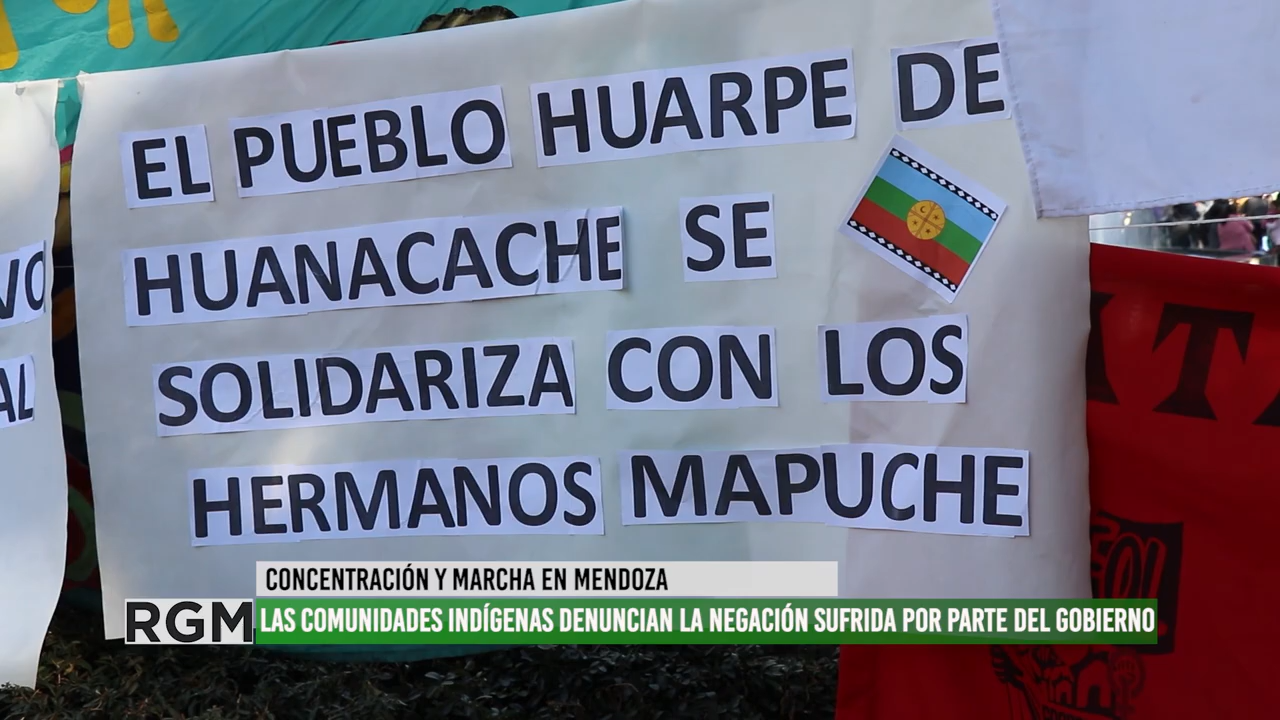 EL PUEBLO HUARPE DE
HUANACACHE SE
SOLIDARIZA CON LOS
HERMANOS MAPUCHE
CONCENTRACIÓN Y MARCHA EN MENDOZA
RGM
LAS COMUNIDADES INDÍGENAS DENUNCIAN LA NEGACIÓN SUFRIDA POR PARTE DEL GOBIERNO